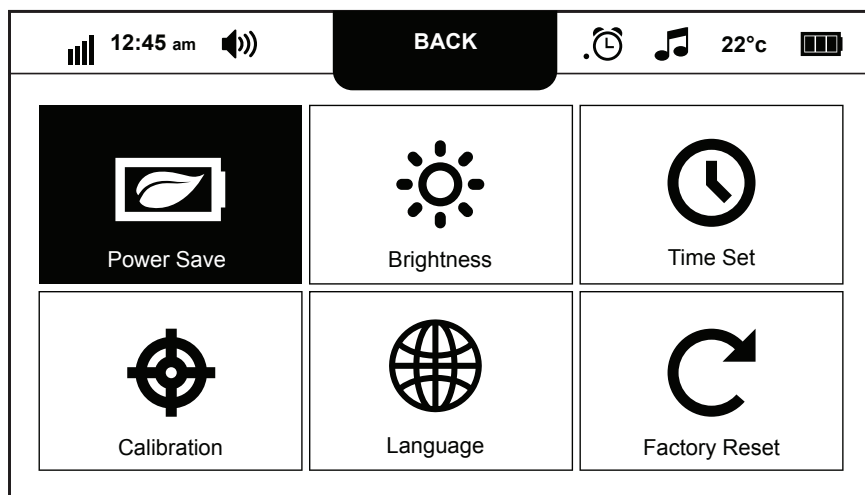 12:45 am BACK 22°c
Power Save Brightness Time Set
Calibration Language Factory Reset